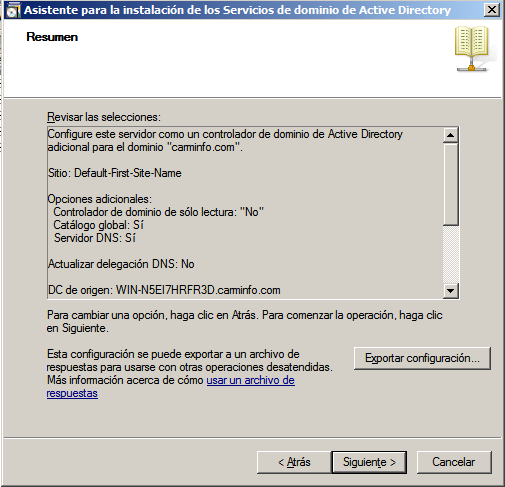 Asistente para la instalación de los Servicios de dominio de Active Directory
Resumen
Revisar las selecciones:
Configure este servidor como un controlador de dominio de Active Directory
adicional para el dominio "carminfo.com".
Sitio: Default-First-Site-Name
Opciones adicionales:
Controlador de dominio de sólo lectura: "No"
Catálogo global: Sí
Servidor DNS: Sí
Actualizar delegación DNS: No
DC de origen: WIN-N5EI7HRFR3D.carminfo.com
Para cambiar una opción, haga clic en Atrás. Para comenzar la operación, haga clic
en Siguiente.
Esta configuración se puede exportar a un archivo de
respuestas para usarse con otras operaciones desatendidas.
Más información acerca de cómo usar un archivo de
respuestas
Exportar configuración...
< Atrás
Siguiente >
Cancelar